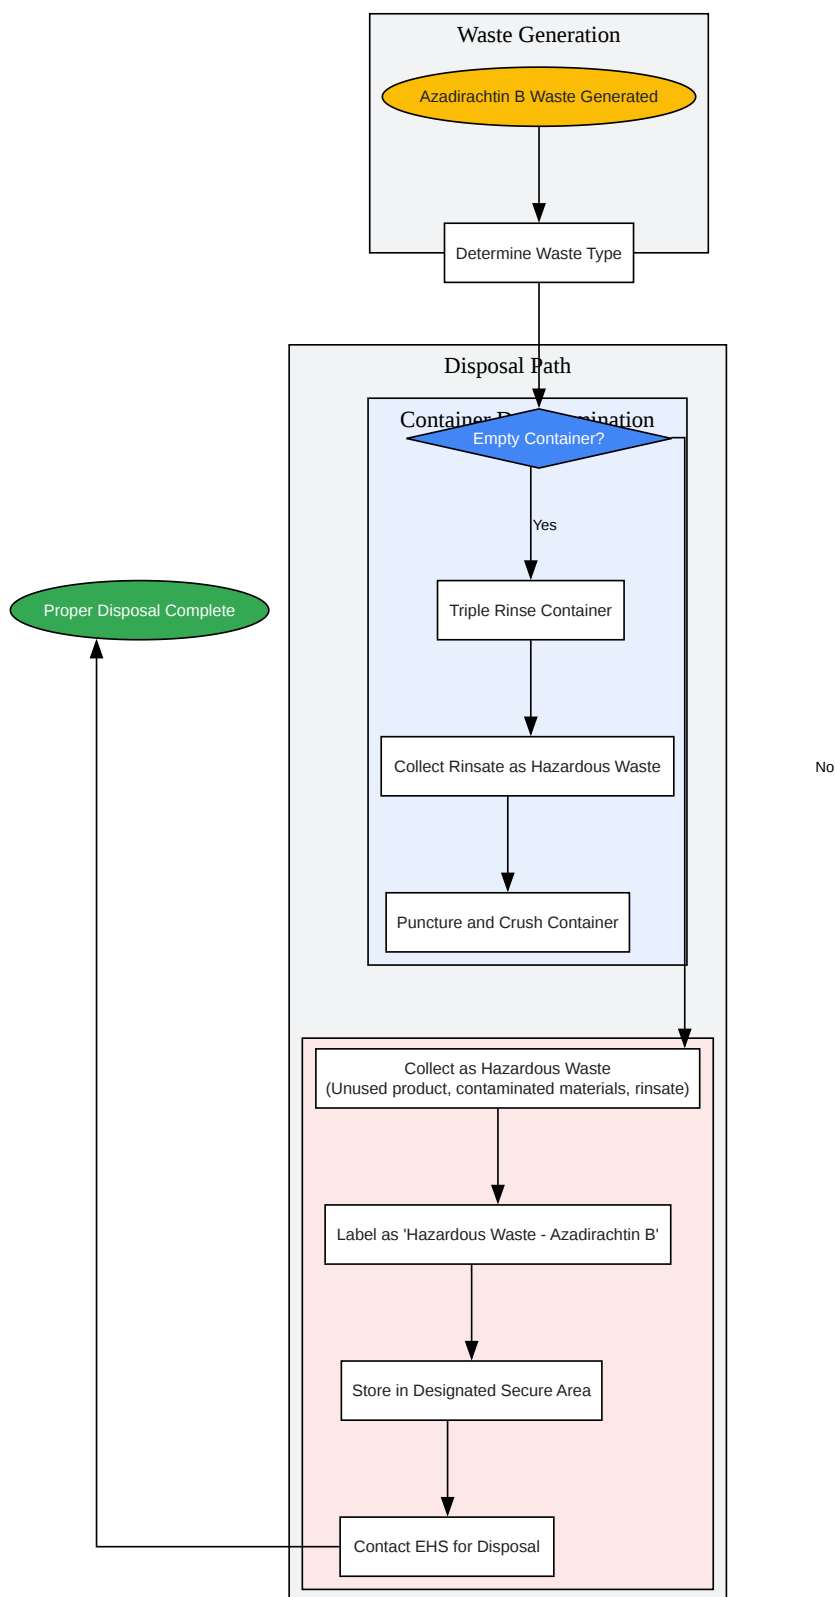 Waste Generation
Azadirachtin B Waste Generated
Determine Waste Type
Disposal Path
Container
Empty Container?
Yes
Proper Disposal Complete
Triple Rinse Container
Collect Rinsate as Hazardous Waste
No
Puncture and Crush Container
Collect as Hazardous Waste
(Unused product, contaminated materials, rinsate)
Label as 'Hazardous Waste - Azadirachtin B'
Store in Designated Secure Area
Contact EHS for Disposal